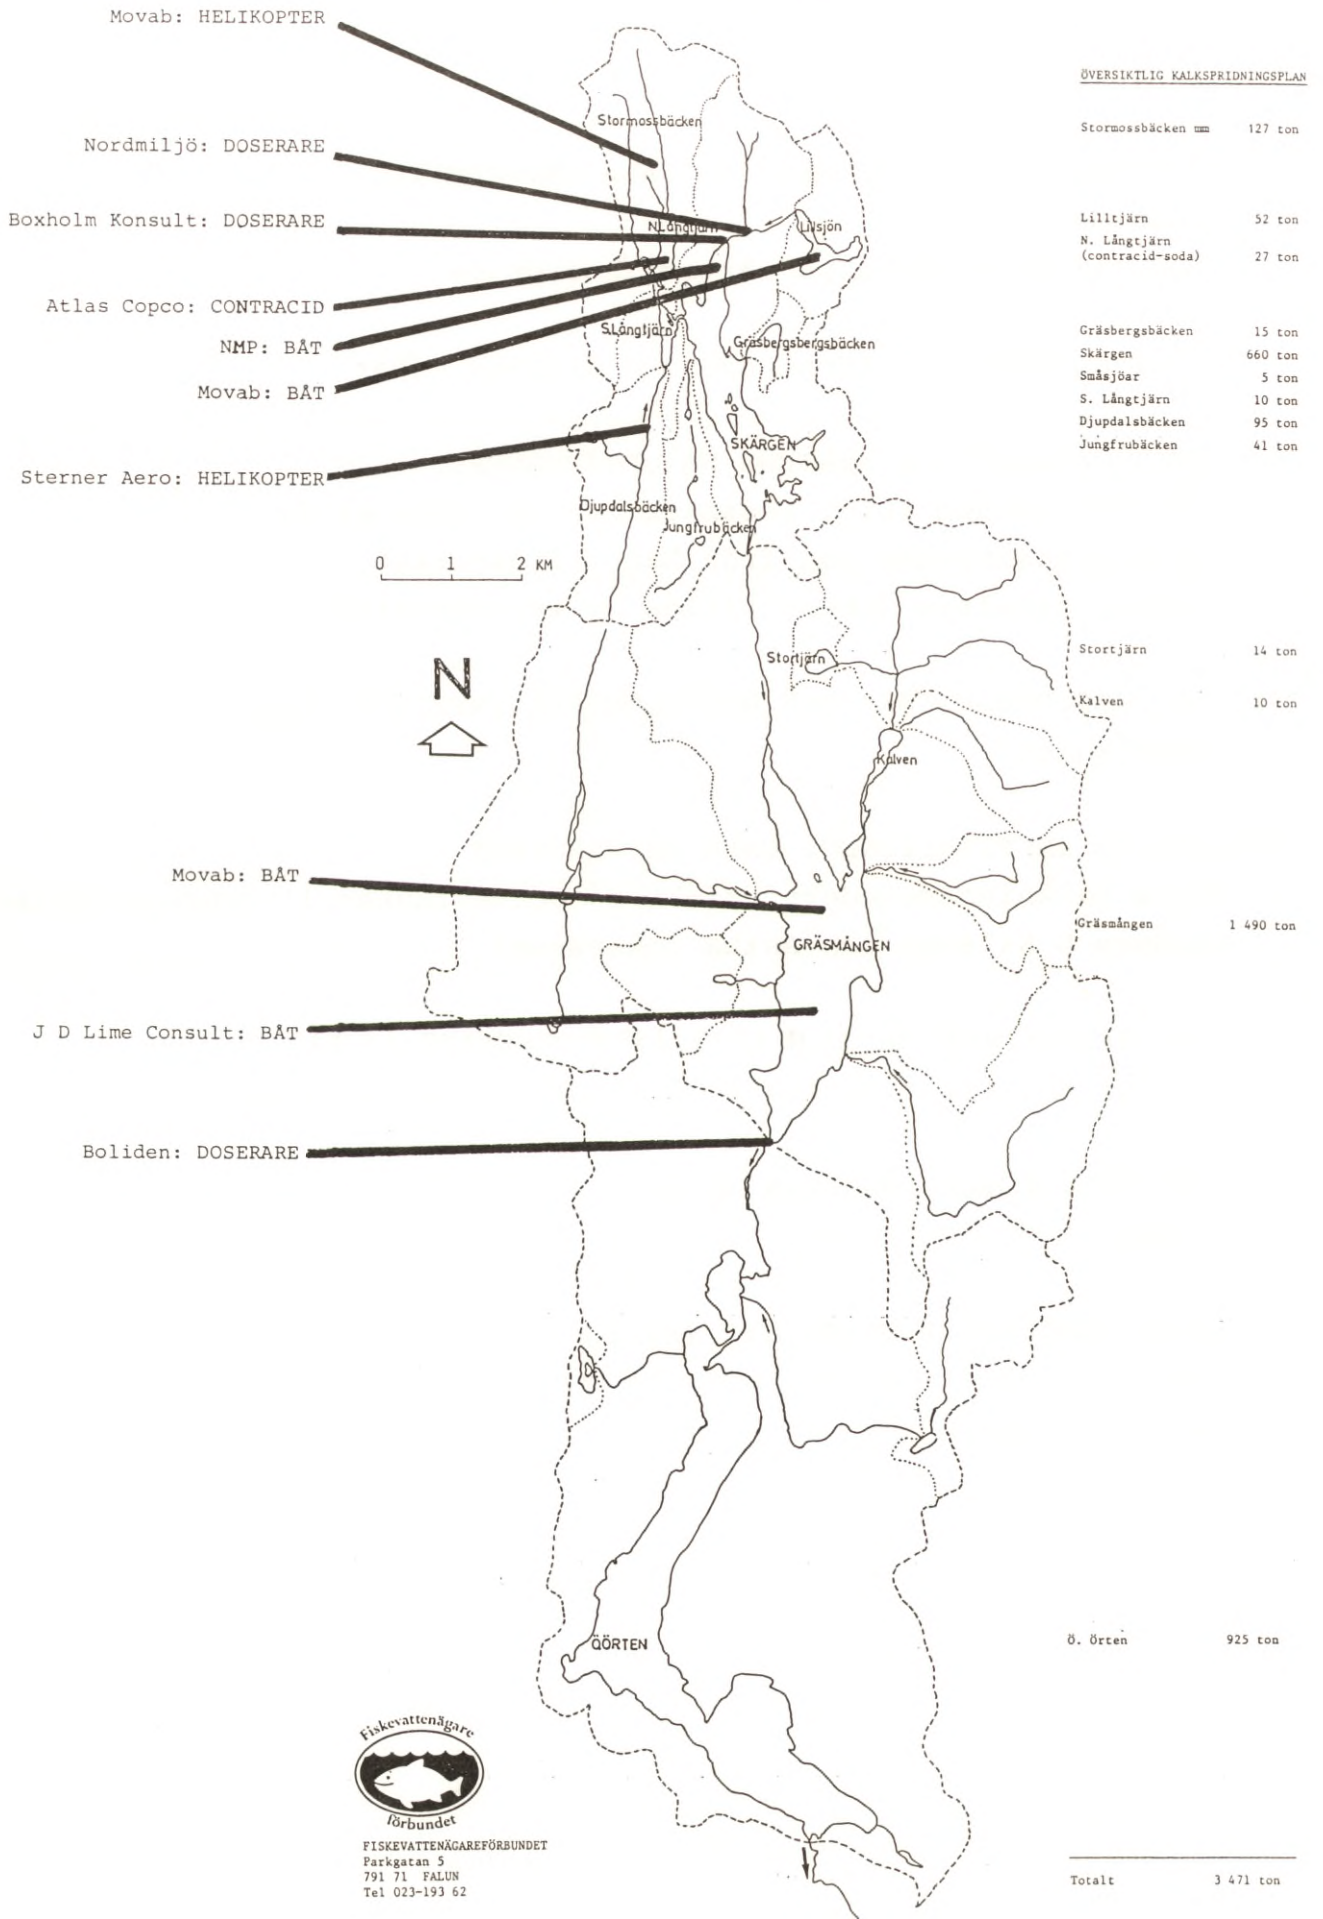 Movab: HELIKOPTER
Nordmiljö: DOSERARE
Boxholm Konsult: DOSERARE
Atlas Copco: CONTRACID
NMP: BÅT
Movab: BÅT
Sterner Aero: HELIKOPTER
Movab: BÅT
J D Lime Consult: BÅT
Boliden: DOSERARE
Stormossbäcken
N.Långtjärn
Lillsjön
S.Långtjärn
Gräsbergsbergsbäcken
SKÄRGEN
Djupdalsbäcken
Jungfrubäcken
0 1 2 KM
N
Stortjärn
Kalven
GRÄSMÅNGEN
ÖÖRTEN
ÖVERSIKTLIG KALKSPRIDNINGSPLAN
Stormossbäcken mm 127 ton
Lilltjärn 52 ton
N. Långtjärn
(contracid-soda) 27 ton
Gräsbergsbäcken 15 ton
Skärgen 660 ton
Småsjöar 5 ton
S. Långtjärn 10 ton
Djupdalsbäcken 95 ton
Jungfrubäcken 41 ton
Stortjärn 14 ton
Kalven 10 ton
Gräsmången 1 490 ton
Ö. Örten 925 ton
Totalt 3 471 ton
Fiskevattenägare
förbundet
FISKEVATTENÄGAREFÖRBUNDET
Parkgatan 5
791 71 FALUN
Tel 023-193 62